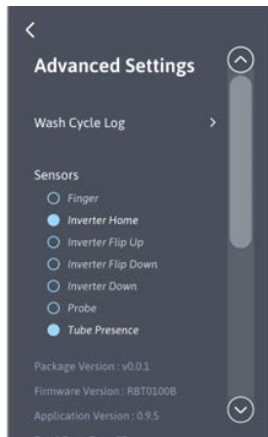 Advanced Settings
Wash Cycle Log
Sensors
Finger
Inverter Home
Inverter Flip Up
Inverter Flip Down
Inverter Down
Probe
Tube Presence
Package Version : v0.0.1
Firmware Version : RBT0100B
Application Version : 0.9.5